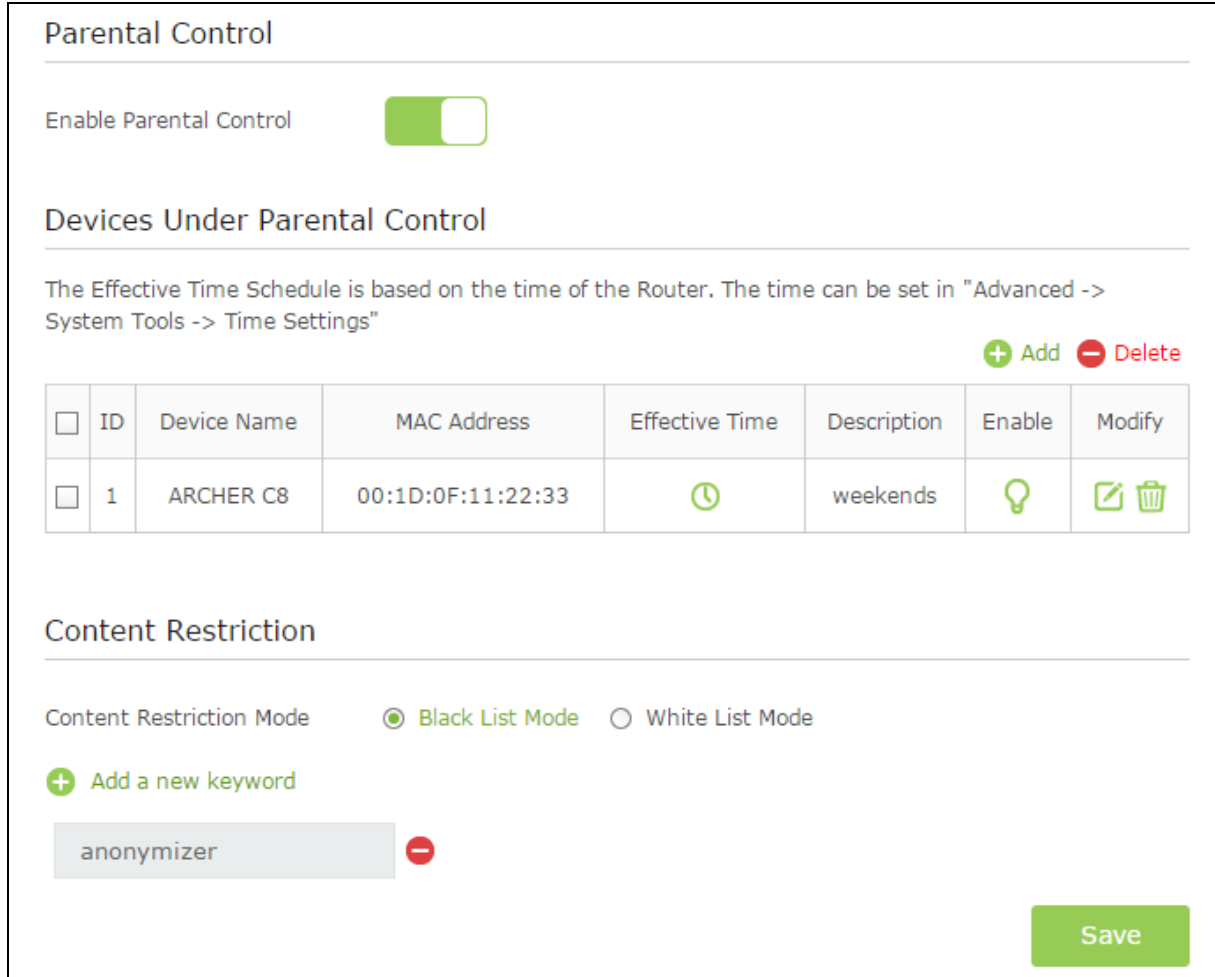 Parental Control
Enable Parental Control
Devices Under Parental Control
The Effective Time Schedule is based on the time of the Router. The time can be set in "Advanced ->
System Tools -> Time Settings"
Add Delete
ID Device Name MAC Address Effective Time Description Enable Modify
1 ARCHER C8 00:1D:0F:11:22:33 weekends
Content Restriction
Content Restriction Mode Black List Mode White List Mode
Add a new keyword
anonymizer
Save